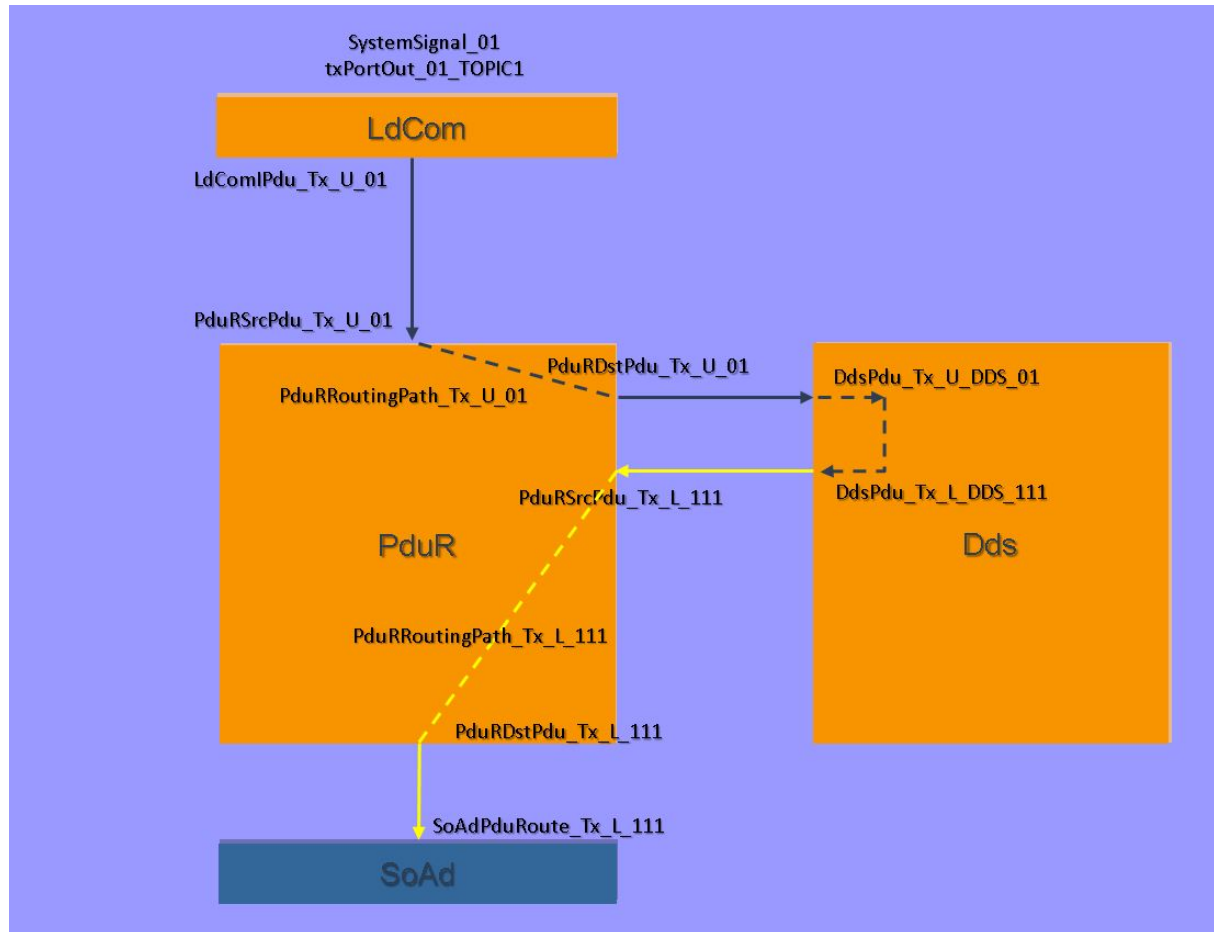 SystemSignal_01
txPortOut_01_TOPIC1
LdCom
LdComIPdu_Tx_U_01
PduRSrcPdu_Tx_U_01
PduRDstPdu_Tx_U_01
DdsPdu_Tx_U_DDS_01
PduRRoutingPath_Tx_U_01
PduRSrcPdu_Tx_L_111
DdsPdu_Tx_L_DDS_111
PduR
Dds
PduRRoutingPath_Tx_L_111
PduRDstPdu_Tx_L_111
SoAdPduRoute_Tx_L_111
SoAd